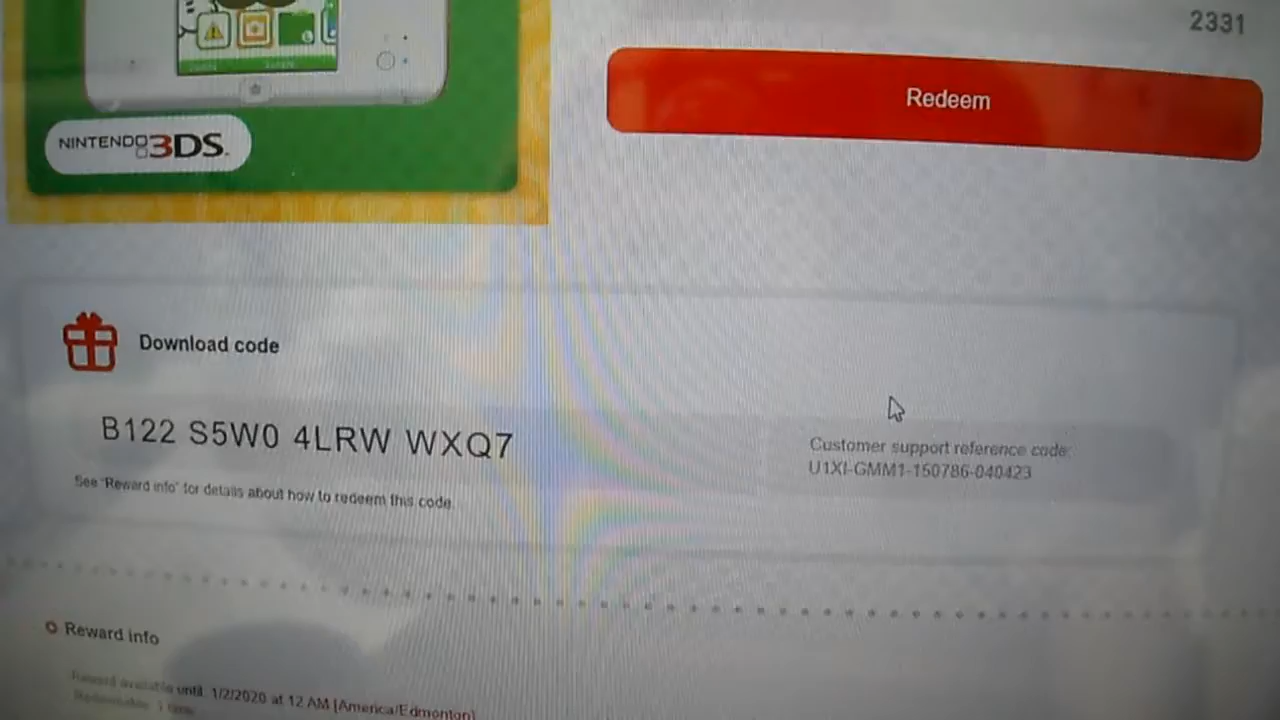 2331
Redeem
NINTENDO 3DS
Download code
B122 S5W0 4LRW WXQ7
Customer support reference code:
U1XI-GMM1-150786-040423
See "Reward info" for details about how to redeem this code.
Reward info
Reward available until 1/2/2020 at 12 AM [America/Edmonton]